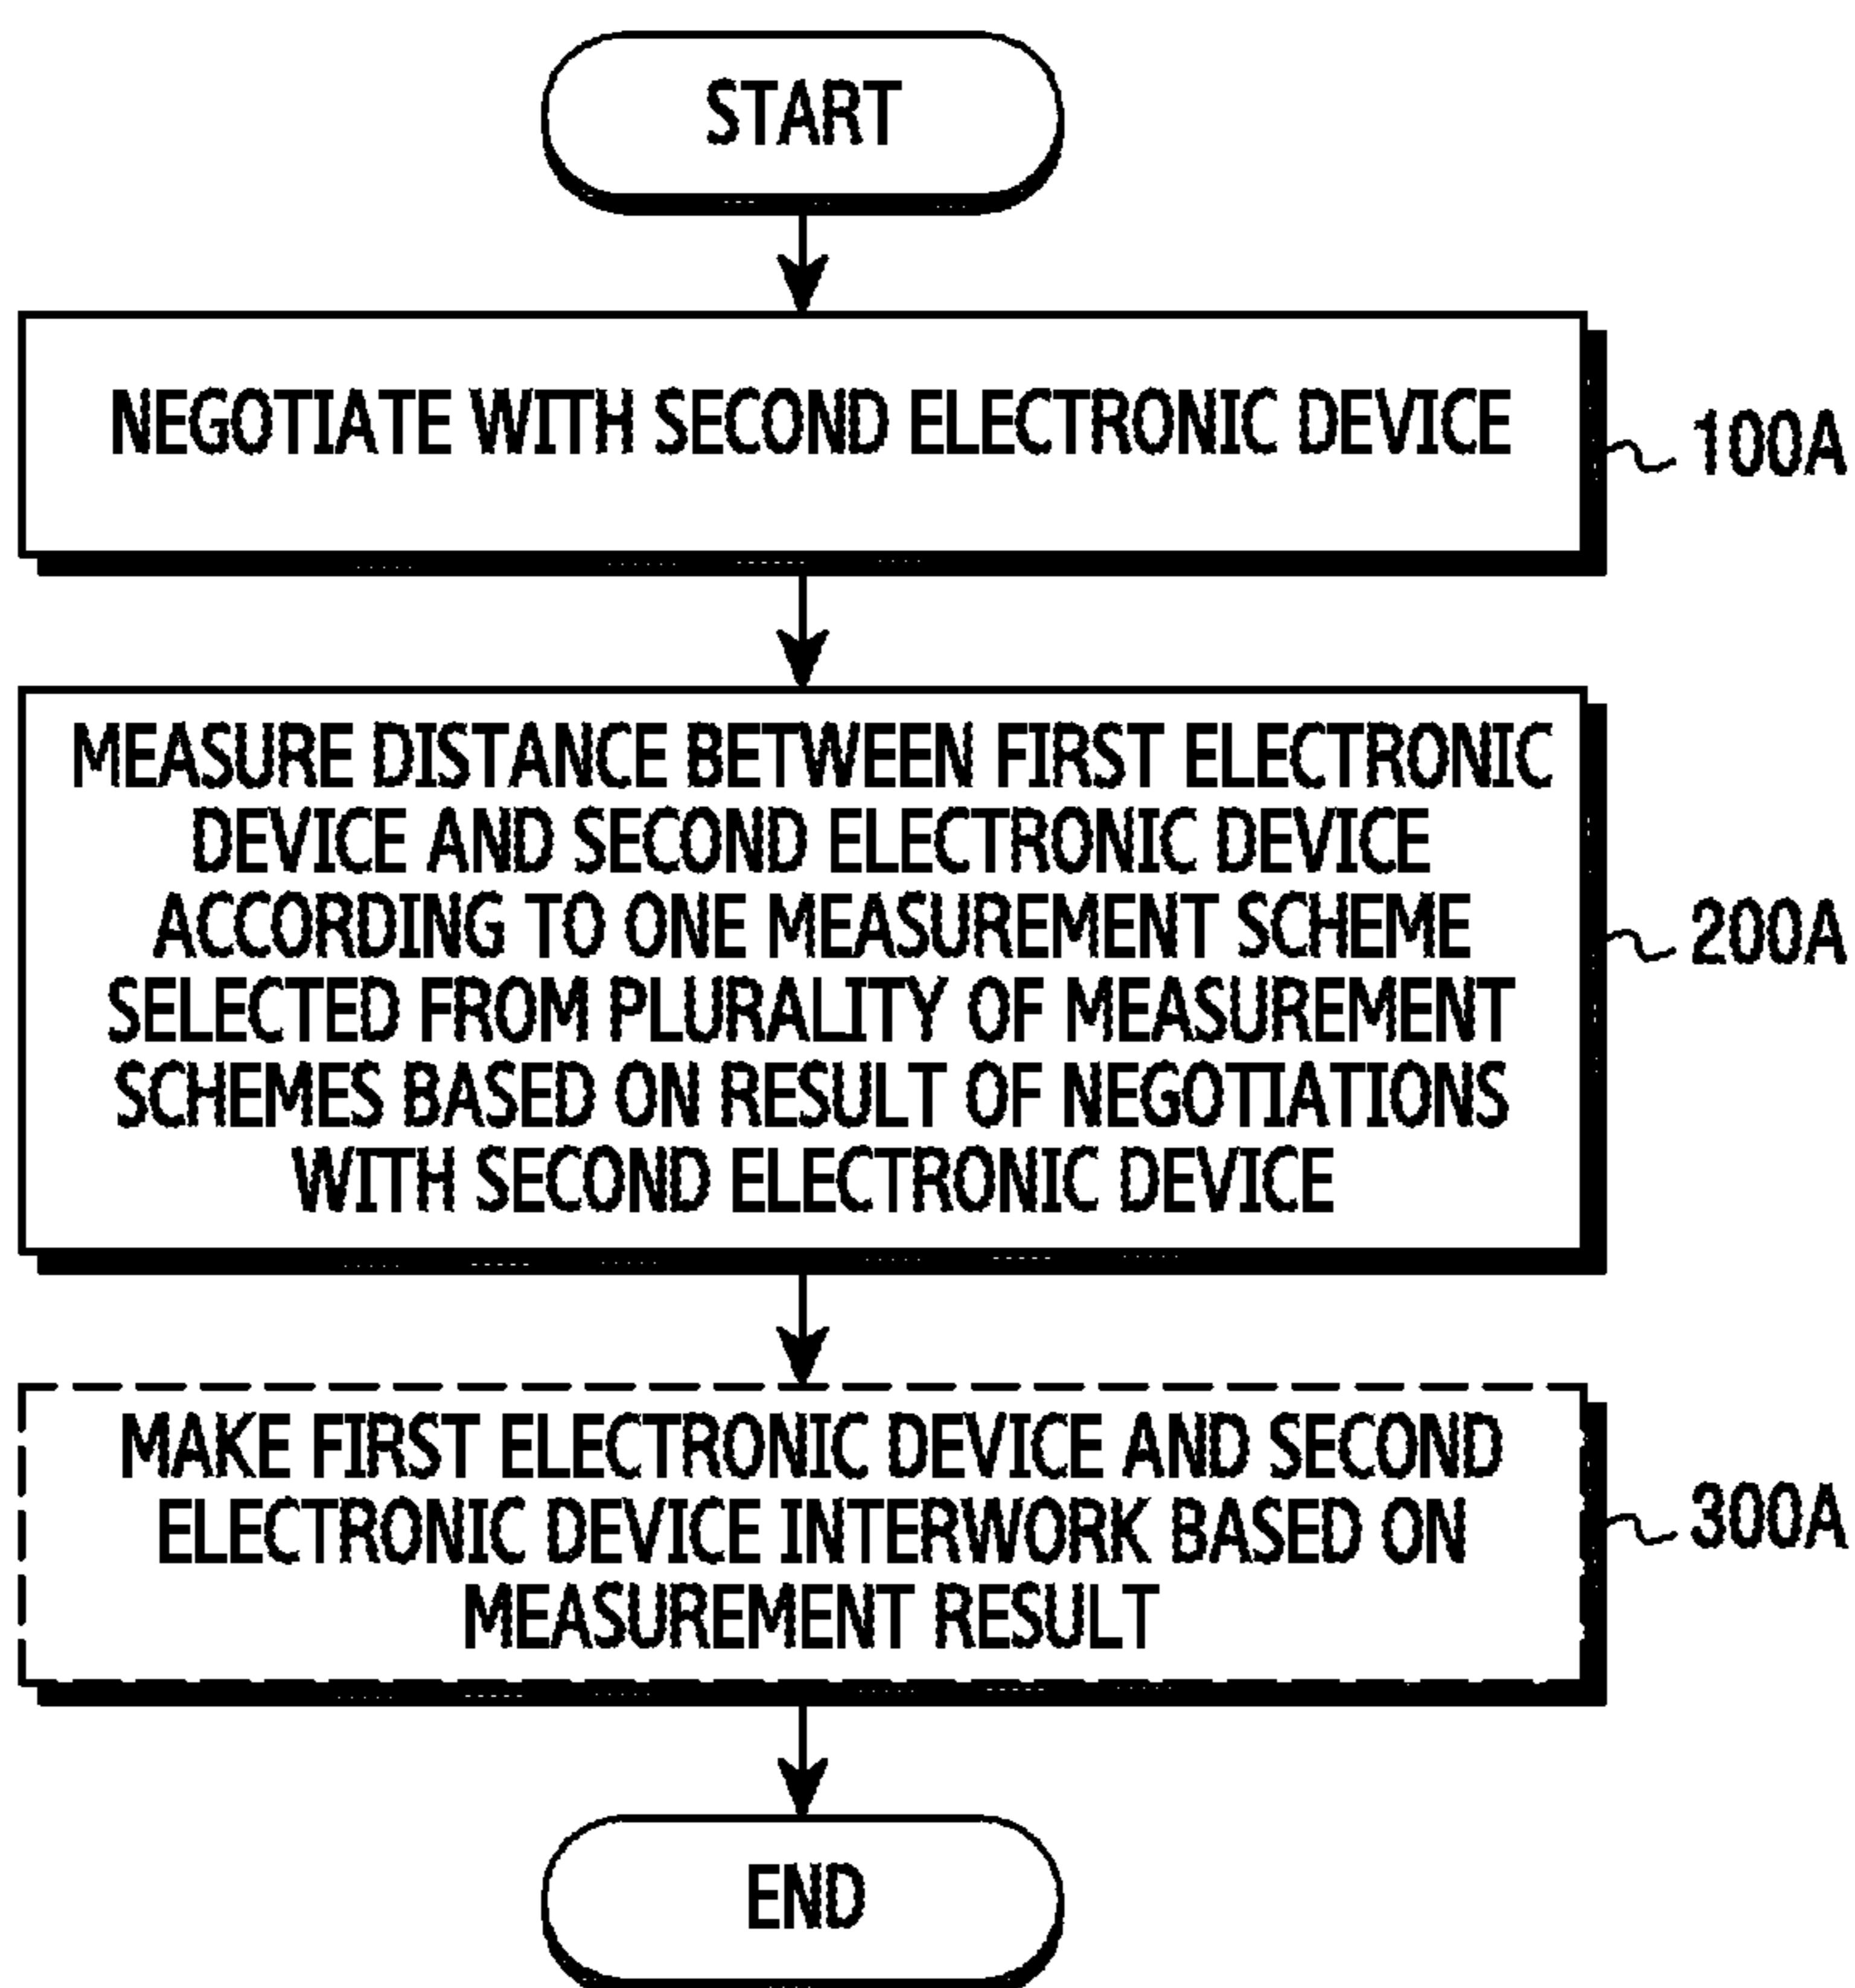 START
NEGOTIATE WITH SECOND ELECTRONIC DEVICE
100A
MEASURE DISTANCE BETWEEN FIRST ELECTRONIC
DEVICE AND SECOND ELECTRONIC DEVICE
ACCORDING TO ONE MEASUREMENT SCHEME
SELECTED FROM PLURALITY OF MEASUREMENT
SCHEMES BASED ON RESULT OF NEGOTIATIONS
WITH SECOND ELECTRONIC DEVICE
200A
MAKE FIRST ELECTRONIC DEVICE AND SECOND
ELECTRONIC DEVICE INTERWORK BASED ON
MEASUREMENT RESULT
300A
END